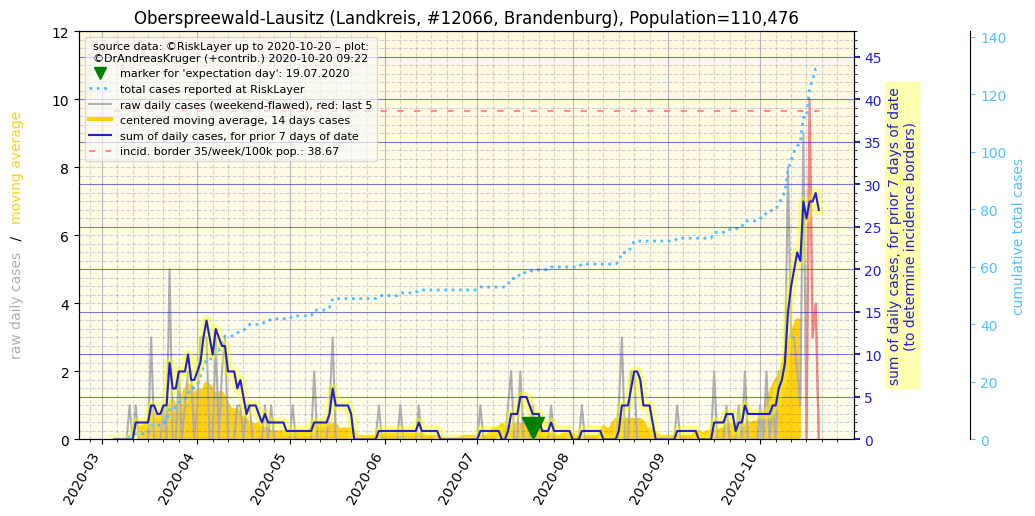 Oberspreewald-Lausitz (Landkreis, #12066, Brandenburg), Population=110,476
source data: ©RiskLayer up to 2020-10-20 – plot:
©DrAndreasKruger (+contrib.) 2020-10-20 09:22
marker for 'expectation day': 19.07.2020
total cases reported at RiskLayer
raw daily cases (weekend-flawed), red: last 5
centered moving average, 14 days cases
sum of daily cases, for prior 7 days of date
incid. border 35/week/100k pop.: 38.67
raw daily cases / moving average
12
10
8
6
4
2
0
2020-03
2020-04
2020-05
2020-06
2020-07
2020-08
2020-09
2020-10
45
40
35
30
25
20
15
10
5
0
sum of daily cases, for prior 7 days of date
(to determine incidence borders)
140
120
100
80
60
40
20
0
cumulative total cases